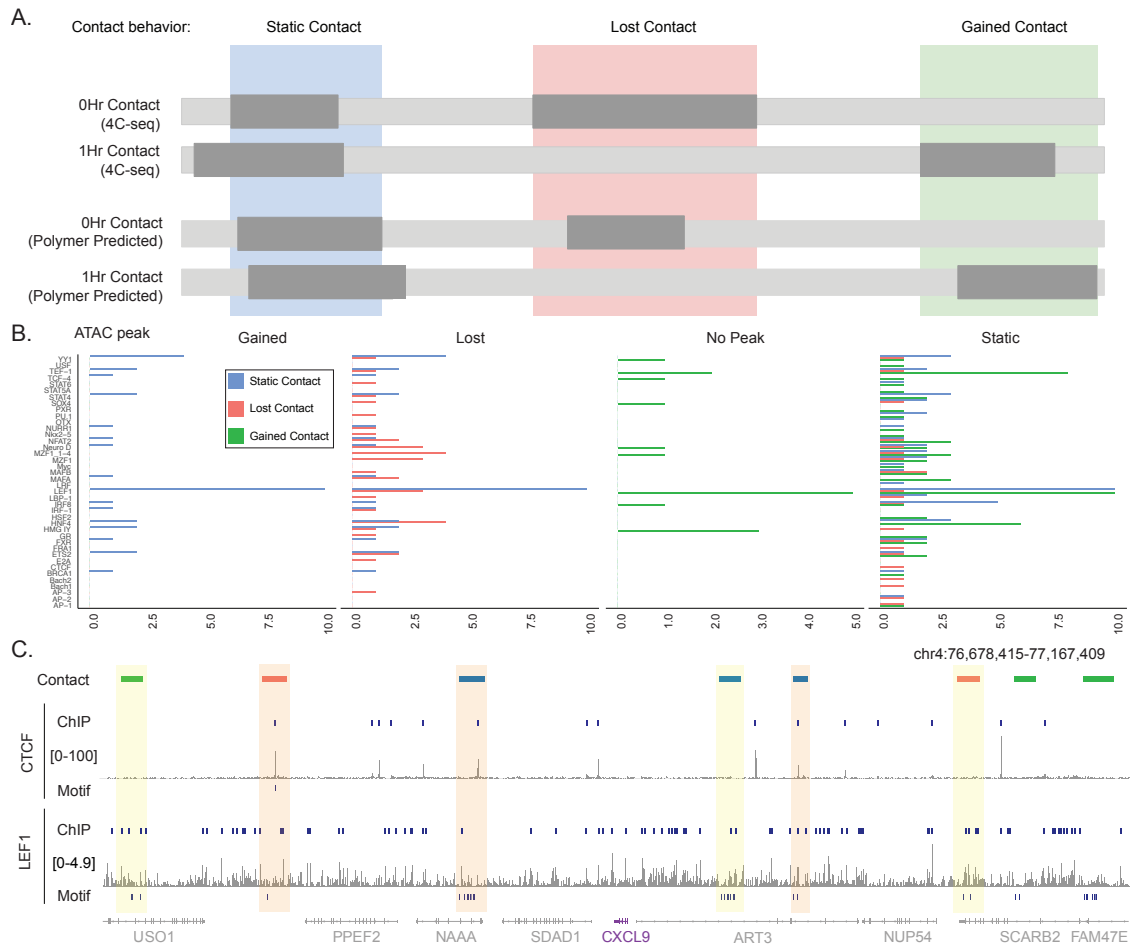 A.
Contact behavior:
Static Contact
Lost Contact
Gained Contact
0Hr Contact
(4C-seq)
1Hr Contact
(4C-seq)
0Hr Contact
(Polymer Predicted)
1Hr Contact
(Polymer Predicted)
B.
ATAC peak
Gained
Lost
No Peak
Static
YY1
USF
TEF-1
TCF-4
STAT6
STAT5A
STAT4
SOX4
PXR
PU.1
OTX
NURR1
Nkx2-5
NFAT2
Neuro D
MZF1_1-4
MZF1
Myc
MAFB
MAFA
LRF
LEF1
LBP-1
IRF8
IRF-1
HSF2
HNF4
HMG IY
GR
FXR
FRA1
ETS2
E2A
CTCF
BRCA1
Bach2
Bach1
AP-3
AP-2
AP-1
Static Contact
Lost Contact
Gained Contact
0.0
2.5
5.0
7.5
10.0
0.0
2.5
5.0
7.5
10.0
0.0
1.0
2.0
3.0
4.0
5.0
0.0
2.5
5.0
7.5
10.0
C.
chr4:76,678,415-77,167,409
Contact
CTCF
ChIP
[0-100]
Motif
LEF1
ChIP
[0-4.9]
Motif
USO1
PPEF2
NAAA
SDAD1
CXCL9
ART3
NUP54
SCARB2
FAM47E